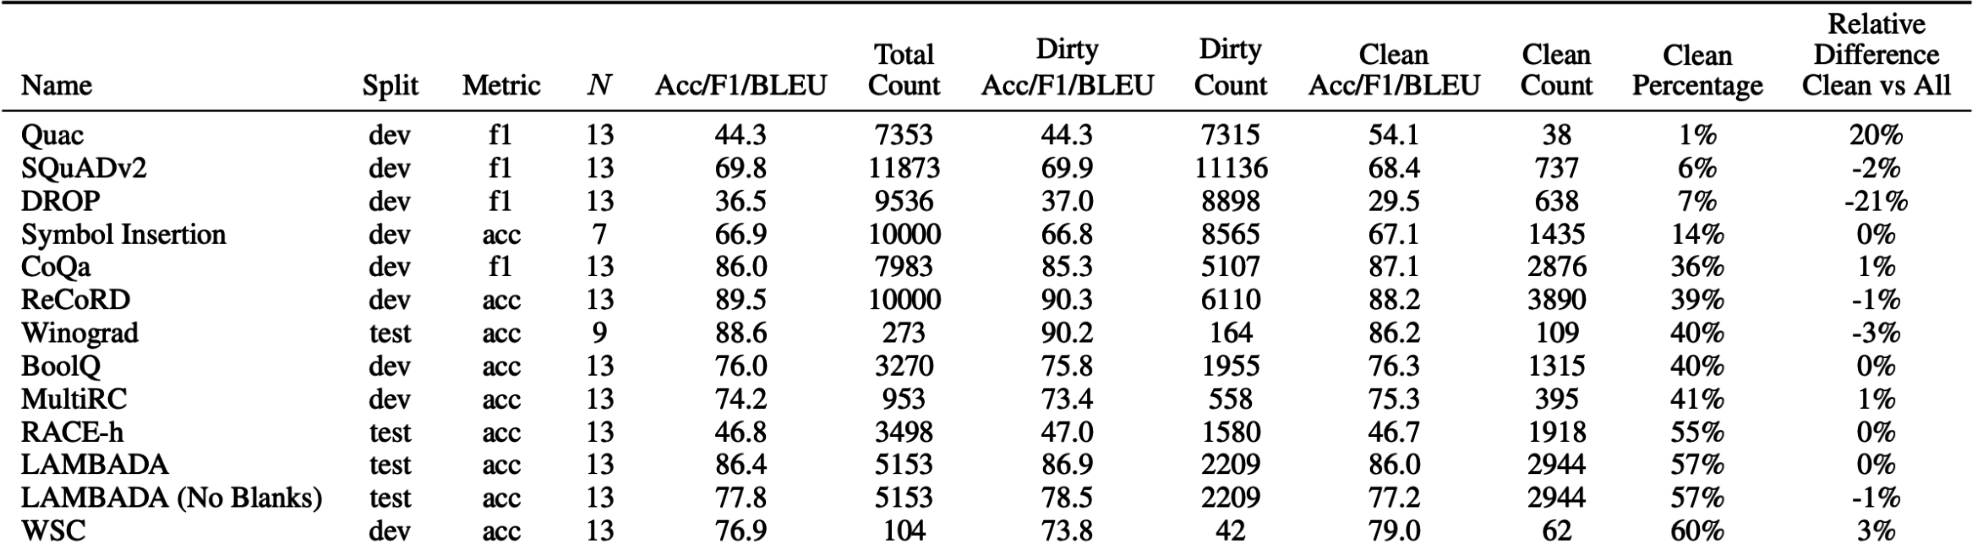 Relative
Total Dirty Dirty Clean Clean Clean Difference
Name Split Metric N Acc/F1/BLEU Count Acc/F1/BLEU Count Acc/F1/BLEU Count Percentage Clean vs All
Quac dev f1 13 44.3 7353 44.3 7315 54.1 38 1% 20%
SQuADv2 dev f1 13 69.8 11873 69.9 11136 68.4 737 6% -2%
DROP dev f1 13 36.5 9536 37.0 8898 29.5 638 7% -21%
Symbol Insertion dev acc 7 66.9 10000 66.8 8565 67.1 1435 14% 0%
CoQa dev f1 13 86.0 7983 85.3 5107 87.1 2876 36% 1%
ReCoRD dev acc 13 89.5 10000 90.3 6110 88.2 3890 39% -1%
Winograd test acc 9 88.6 273 90.2 164 86.2 109 40% -3%
BoolQ dev acc 13 76.0 3270 75.8 1955 76.3 1315 40% 0%
MultiRC dev acc 13 74.2 953 73.4 558 75.3 395 41% 1%
RACE-h test acc 13 46.8 3498 47.0 1580 46.7 1918 55% 0%
LAMBADA test acc 13 86.4 5153 86.9 2209 86.0 2944 57% 0%
LAMBADA (No Blanks) test acc 13 77.8 5153 78.5 2209 77.2 2944 57% -1%
WSC dev acc 13 76.9 104 73.8 42 79.0 62 60% 3%